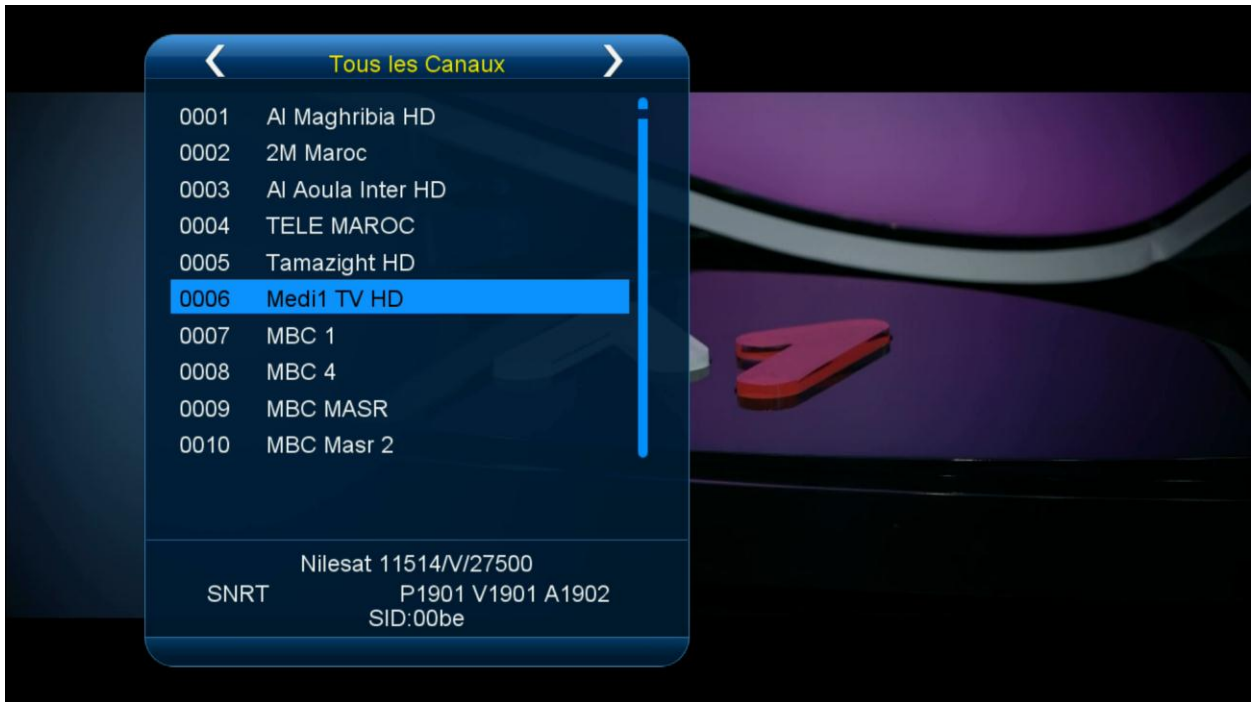 Tous les Canaux
0001 Al Maghribia HD
0002 2M Maroc
0003 Al Aoula Inter HD
0004 TELE MAROC
0005 Tamazight HD
0006 Medi1 TV HD
0007 MBC 1
0008 MBC 4
0009 MBC MASR
0010 MBC Masr 2
Nilesat 11514/V/27500
SNRT P1901 V1901 A1902
SID:00be